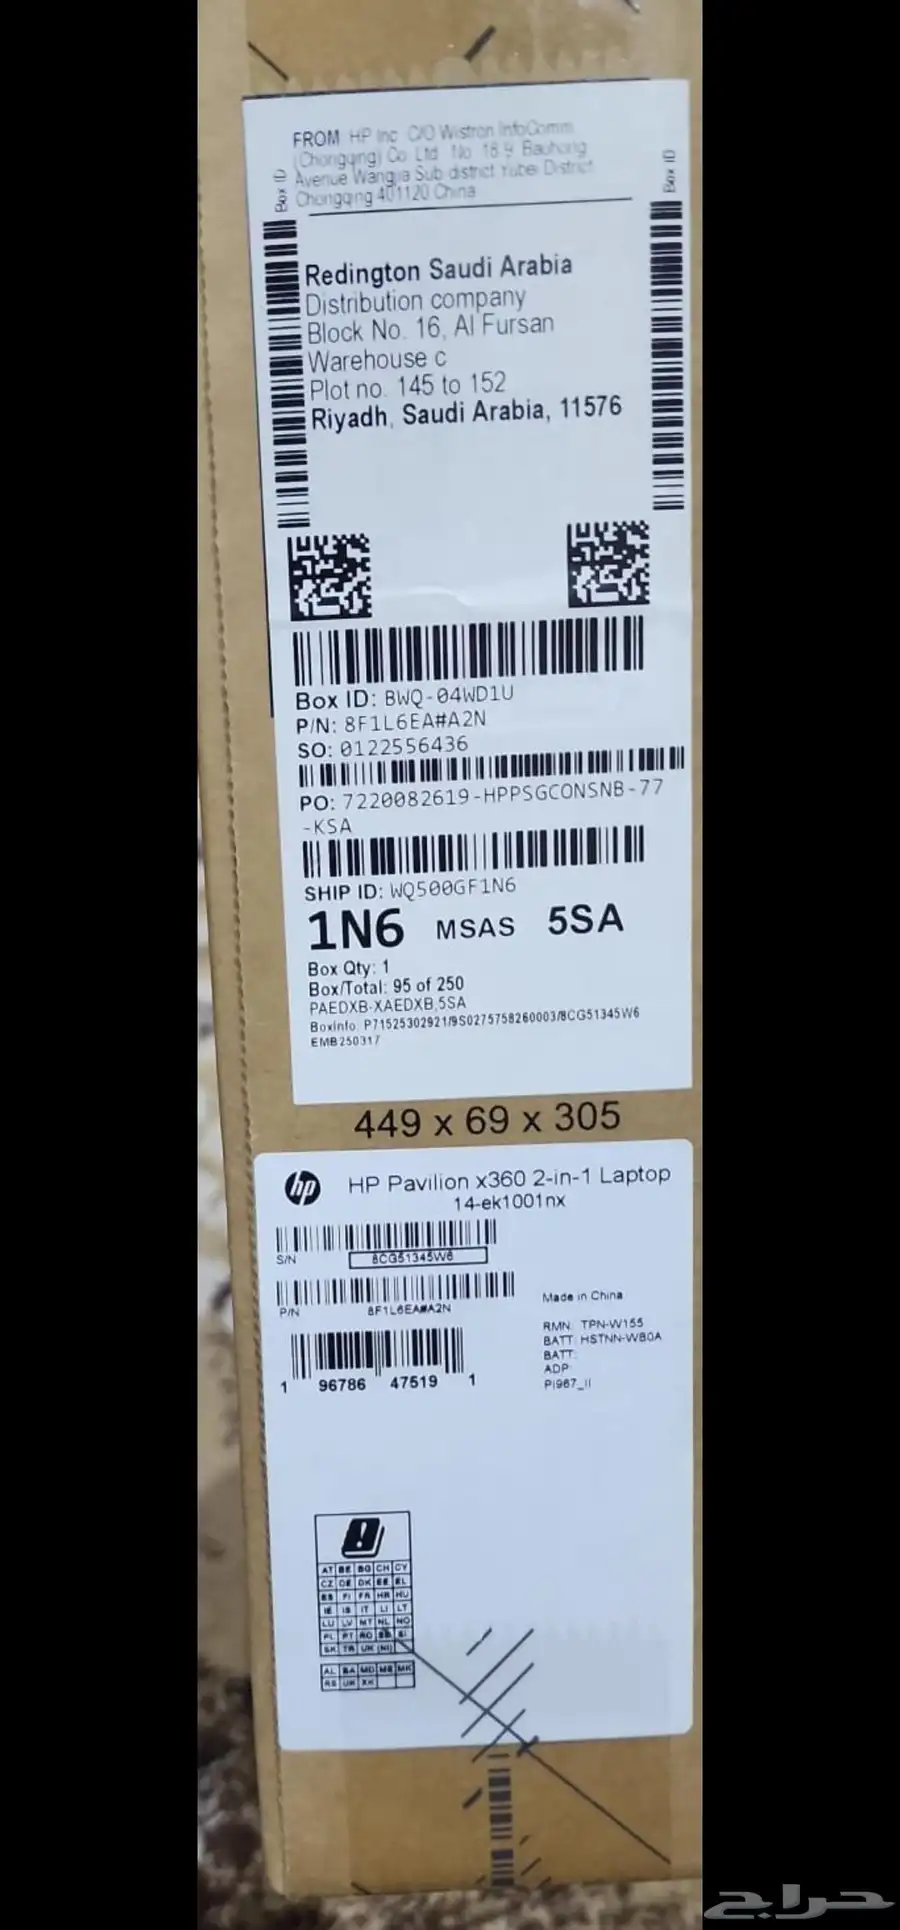 FROM HP Inc. C/O Wistron InfoComm
(Chongqing) Co Ltd No 18 9 Baohong
Avenue Wangjia Sub district Yubei District
Chongqing 401120 China
Box ID
Box ID
Redington Saudi Arabia
Distribution company
Block No. 16, Al Fursan
Warehouse c
Plot no. 145 to 152
Riyadh, Saudi Arabia, 11576
Box ID: BWQ-04WD1U
P/N: 8F1L6EA#A2N
SO: 0122556436
PO: 7220082619-HPPSGCONSNB-77
-KSA
SHIP ID: WQ500GF1N6
1N6 MSAS 5SA
Box Qty: 1
Box/Total: 95 of 250
PAEDXB-XAEDXB,5SA
BoxInfo: P71525302921/9S0275758260003/8CG51345W6
EMB250317
449 x 69 x 305
hp HP Pavilion x360 2-in-1 Laptop
14-ek1001nx
S/N 8CG51345W6
P/N 8F1L6EA#A2N
1 96786 47519 1
Made in China
RMN: TPN-W155
BATT: HSTNN-WB0A
BATT:
ADP:
PI967_II
AT BE BG CH CY
CZ DE DK EE EL
ES FI FR HR HU
IE IS IT LI LT
LU LV MT NL NO
PL PT RO SE SI
SK TR UK (NI)
AL BA MD ME MK
RS UK XK
حراج